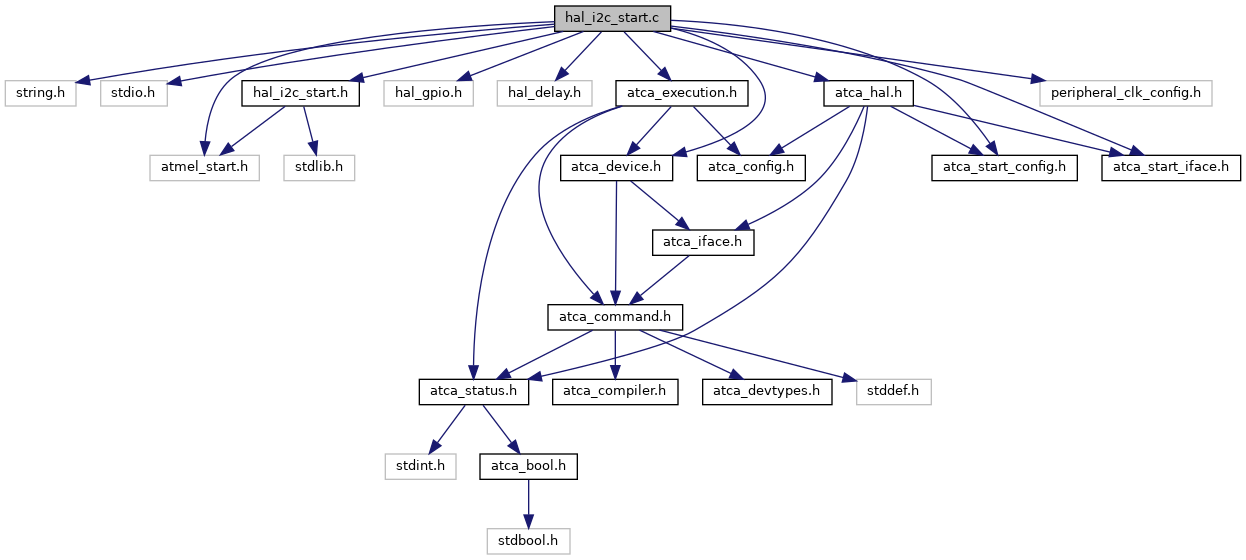 hal_i2c_start.c
string.h
stdio.h
hal_i2c_start.h
hal_gpio.h
hal_delay.h
atca_execution.h
atca_hal.h
peripheral_clk_config.h
atmel_start.h
stdlib.h
atca_device.h
atca_config.h
atca_start_config.h
atca_start_iface.h
atca_iface.h
atca_command.h
atca_status.h
atca_compiler.h
atca_devtypes.h
stddef.h
stdint.h
atca_bool.h
stdbool.h